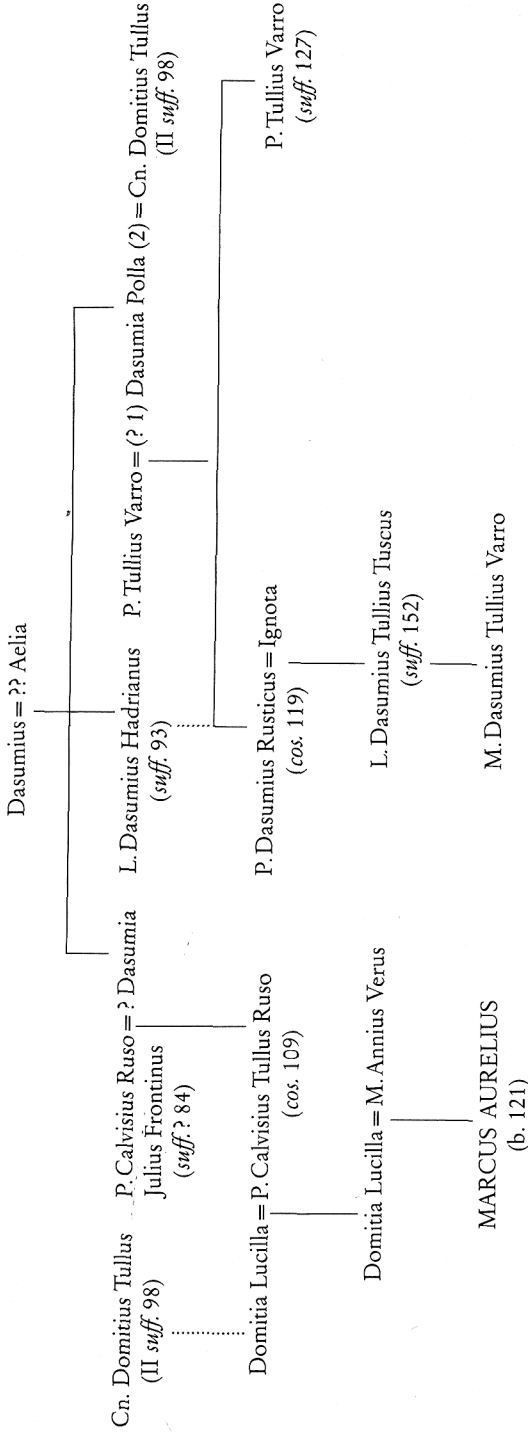 Dasumius = ?? Aelia
Cn. Domitius Tullus
(II suff. 98)
P. Calvisius Ruso = ? Dasumia
Julius Frontinus
(suff. ? 84)
L. Dasumius Hadrianus
(suff. 93)
P. Tullius Varro = (? 1) Dasumia Polla (2) = Cn. Domitius Tullus
(II suff. 98)
Domitia Lucilla = P. Calvisius Tullus Ruso
(cos. 109)
P. Dasumius Rusticus = Ignota
(cos. 119)
P. Tullius Varro
(suff. 127)
Domitia Lucilla = M. Annius Verus
L. Dasumius Tullius Tuscus
(suff. 152)
MARCUS AURELIUS
(b. 121)
M. Dasumius Tullius Varro